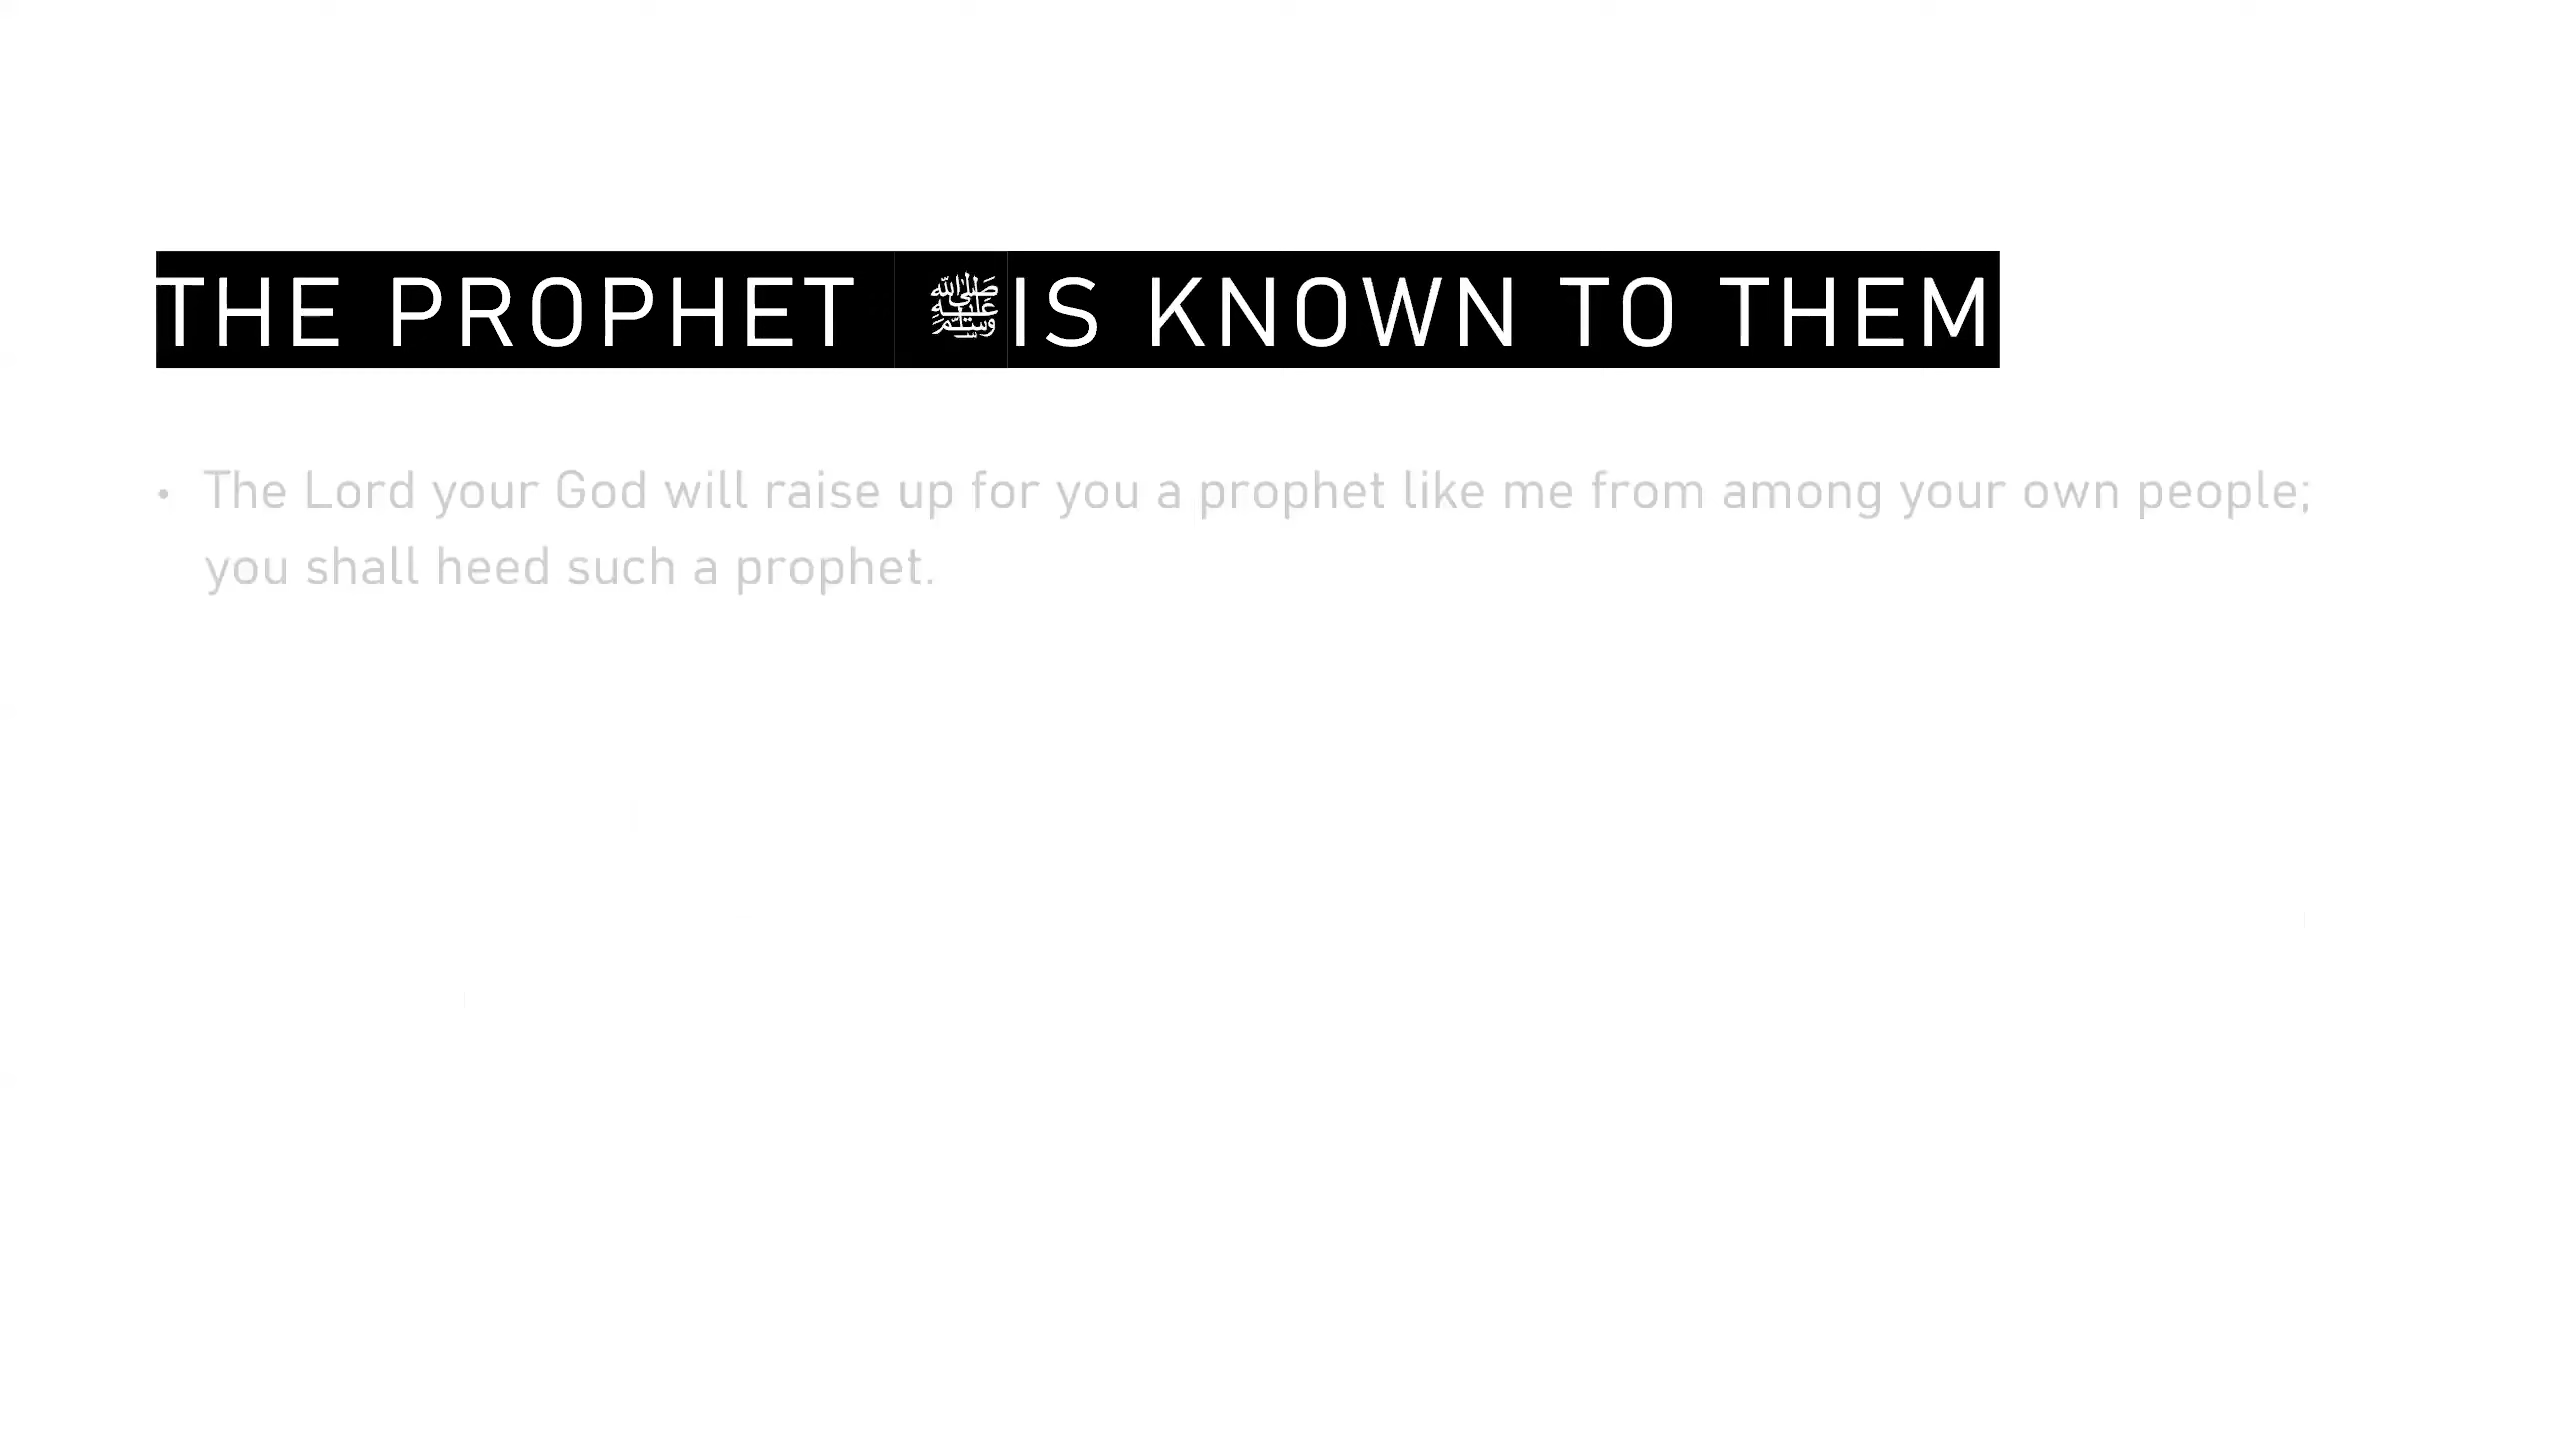 THE PROPHET ﷺ IS KNOWN TO THEM
• The Lord your God will raise up for you a prophet like me from among your own people;
you shall heed such a prophet.